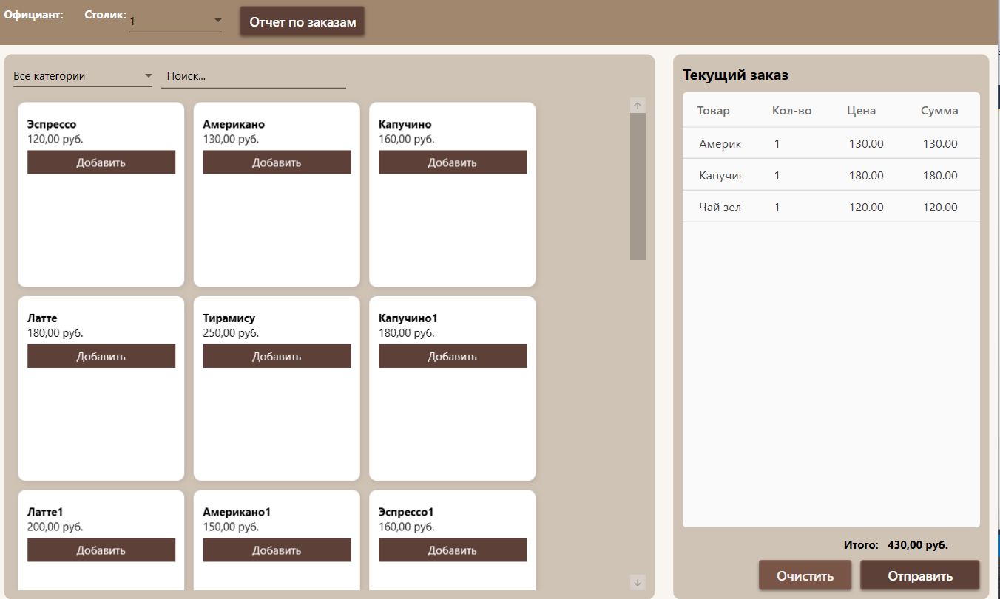 Официант: Столик: 1 Отчет по заказам
Все категории Поиск...
Эспрессо Американо Капучино
120,00 руб. 130,00 руб. 160,00 руб.
Добавить Добавить Добавить
Латте Тирамису Капучино1
180,00 руб. 250,00 руб. 180,00 руб.
Добавить Добавить Добавить
Латте1 Американо1 Эспрессо1
200,00 руб. 150,00 руб. 160,00 руб.
Добавить Добавить Добавить
Текущий заказ
Товар Кол-во Цена Сумма
Америк 1 130.00 130.00
Капучин 1 180.00 180.00
Чай зел 1 120.00 120.00
Итого: 430,00 руб.
Очистить Отправить